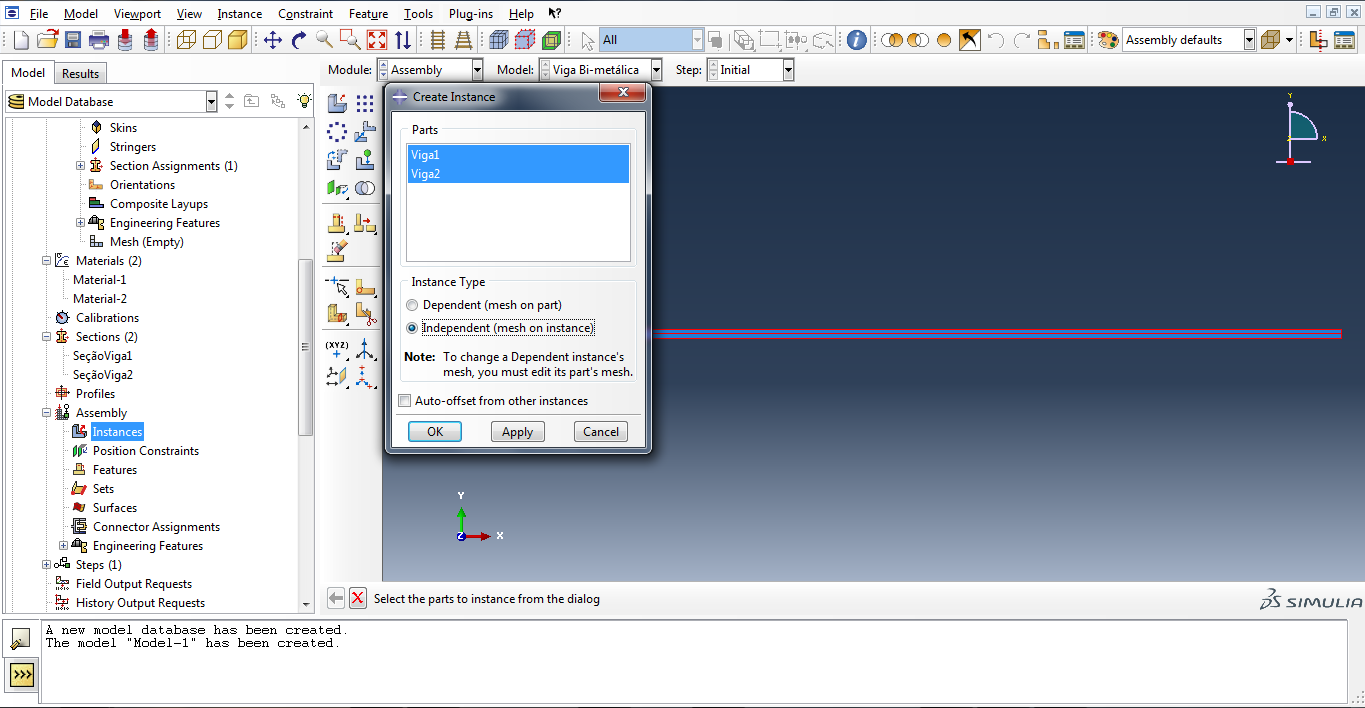 File Model Viewport View Instance Constraint Feature Tools Plug-ins Help
All
Assembly defaults
Model Results
Module: Assembly Model: Viga Bi-metálica Step: Initial
Model Database
Skins
Stringers
Section Assignments (1)
Orientations
Composite Layups
Engineering Features
Mesh (Empty)
Materials (2)
Material-1
Material-2
Calibrations
Sections (2)
SeçãoViga1
SeçãoViga2
Profiles
Assembly
Instances
Position Constraints
Features
Sets
Surfaces
Connector Assignments
Engineering Features
Steps (1)
Field Output Requests
History Output Requests
(XYZ)
Create Instance
Parts
Viga1
Viga2
Instance Type
Dependent (mesh on part)
Independent (mesh on instance)
Note: To change a Dependent instance's
mesh, you must edit its part's mesh.
Auto-offset from other instances
OK Apply Cancel
Y
X
Y
X
Z
Select the parts to instance from the dialog
SIMULIA
A new model database has been created.
The model "Model-1" has been created.
>>>